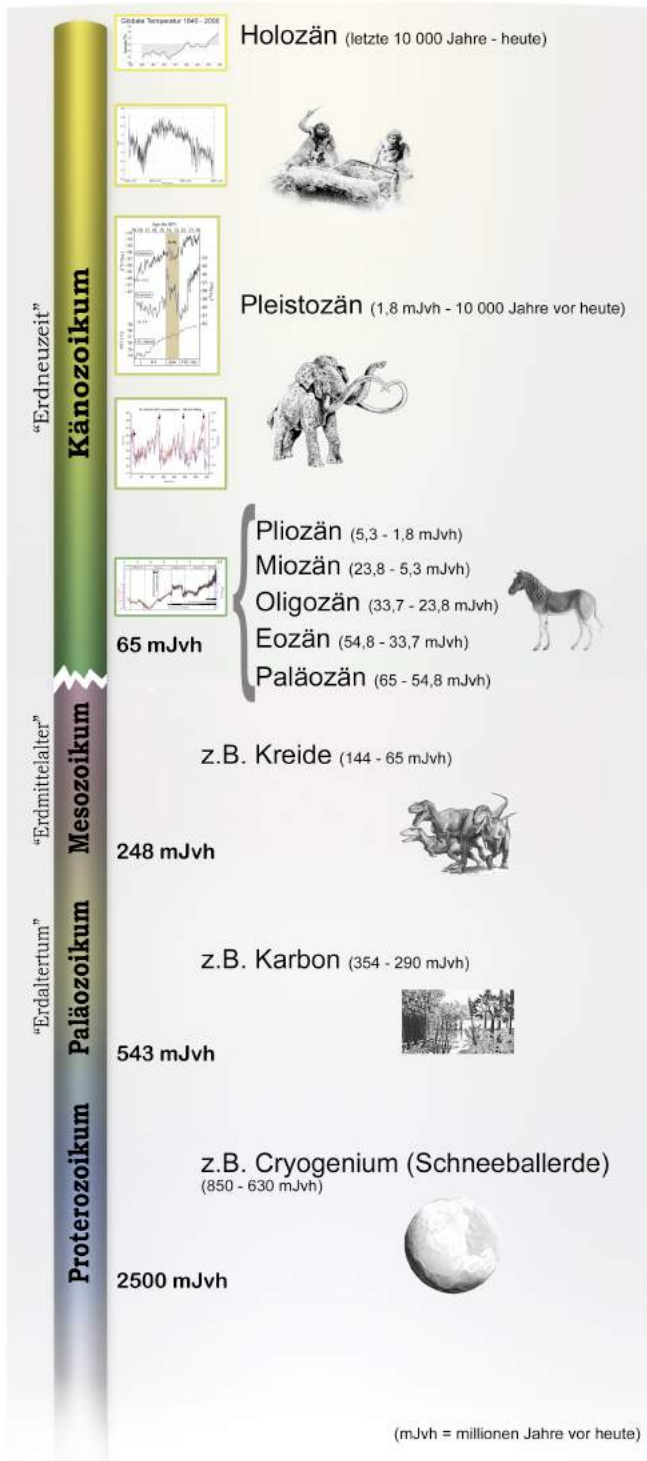 Globale Temperatur 1840 - 2000
Holozän (letzte 10 000 Jahre - heute)
Pleistozän (1,8 mJvh - 10 000 Jahre vor heute)
"Erdneuzeit"
Känozoikum
Pliozän (5,3 - 1,8 mJvh)
Miozän (23,8 - 5,3 mJvh)
Oligozän (33,7 - 23,8 mJvh)
Eozän (54,8 - 33,7 mJvh)
Paläozän (65 - 54,8 mJvh)
65 mJvh
"Erdmittelalter"
Mesozoikum
z.B. Kreide (144 - 65 mJvh)
248 mJvh
"Erdaltertum"
Paläozoikum
z.B. Karbon (354 - 290 mJvh)
543 mJvh
Proterozoikum
z.B. Cryogenium (Schneeballerde)
(850 - 630 mJvh)
2500 mJvh
(mJvh = millionen Jahre vor heute)